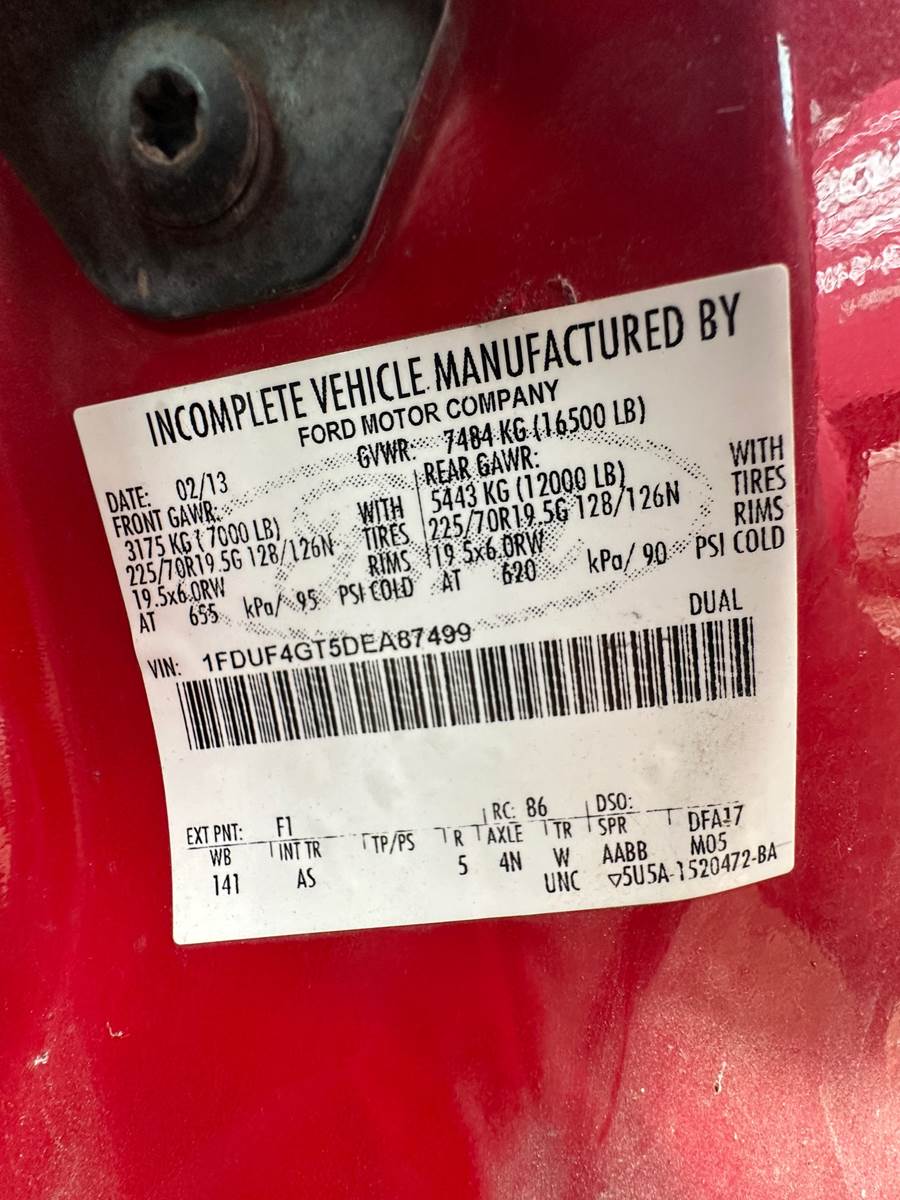 INCOMPLETE VEHICLE MANUFACTURED BY
FORD MOTOR COMPANY
DATE: 02/13 GVWR: 7484 KG (16500 LB)
FRONT GAWR: REAR GAWR:
3175 KG ( 7000 LB) WITH 5443 KG (12000 LB) WITH
225/70R19.5G 128/126N TIRES 225/70R19.5G 128/126N TIRES
19.5x6.0RW RIMS 19.5x6.0RW RIMS
AT 655 kPa/ 95 PSI COLD AT 620 kPa/ 90 PSI COLD
VIN: 1FDUF4GT5DEA87499 DUAL
EXT PNT: F1 RC: 86 DSO:
WB INT TR TP/PS R AXLE TR SPR DFA17
141 AS 5 4N W AABB M05
UNC ▽5U5A-1520472-BA